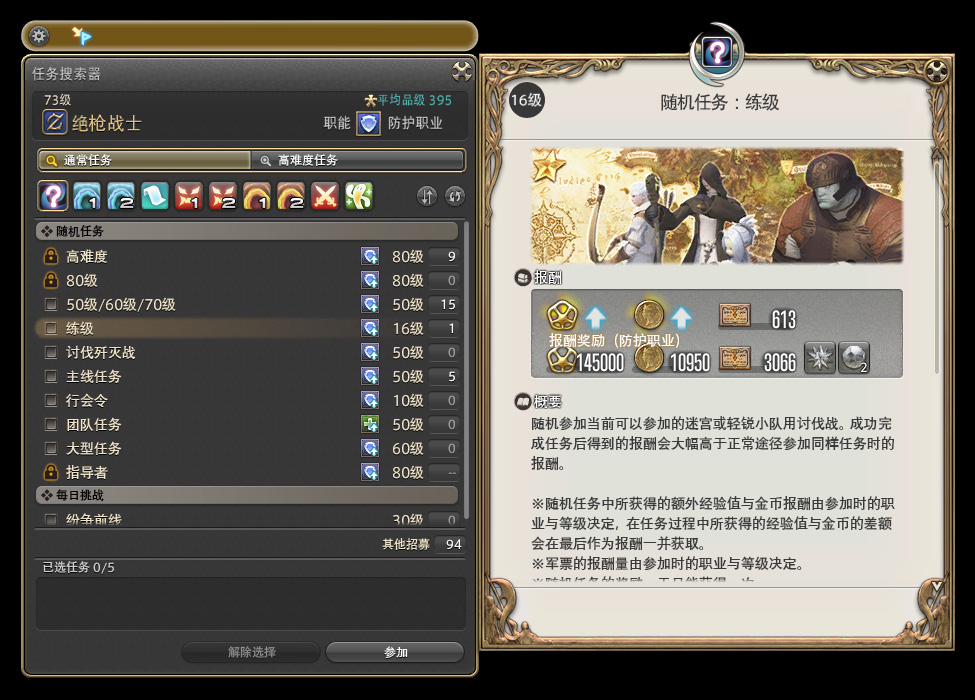 任务搜索器
73级
平均品级 395
绝枪战士
职能 防护职业
通常任务
高难度任务
1 2 1 2 1 2
随机任务
高难度 80级 9
80级 80级 0
50级/60级/70级 50级 15
练级 16级 1
讨伐歼灭战 50级 0
主线任务 50级 5
行会令 10级 0
团队任务 50级 0
大型任务 60级 0
指导者 80级 --
每日挑战
纷争前线 30级 0
其他招募 94
已选任务 0/5
解除选择
参加
16级
随机任务：练级
报酬
613
报酬奖励（防护职业）
145000 10950 3066 2
概要
随机参加当前可以参加的迷宫或轻锐小队用讨伐战。成功完
成任务后得到的报酬会大幅高于正常途径参加同样任务时的
报酬。
※随机任务中所获得的额外经验值与金币报酬由参加时的职
业与等级决定，在任务过程中所获得的经验值与金币的差额
会在最后作为报酬一并获取。
※军票的报酬量由参加时的职业与等级决定。